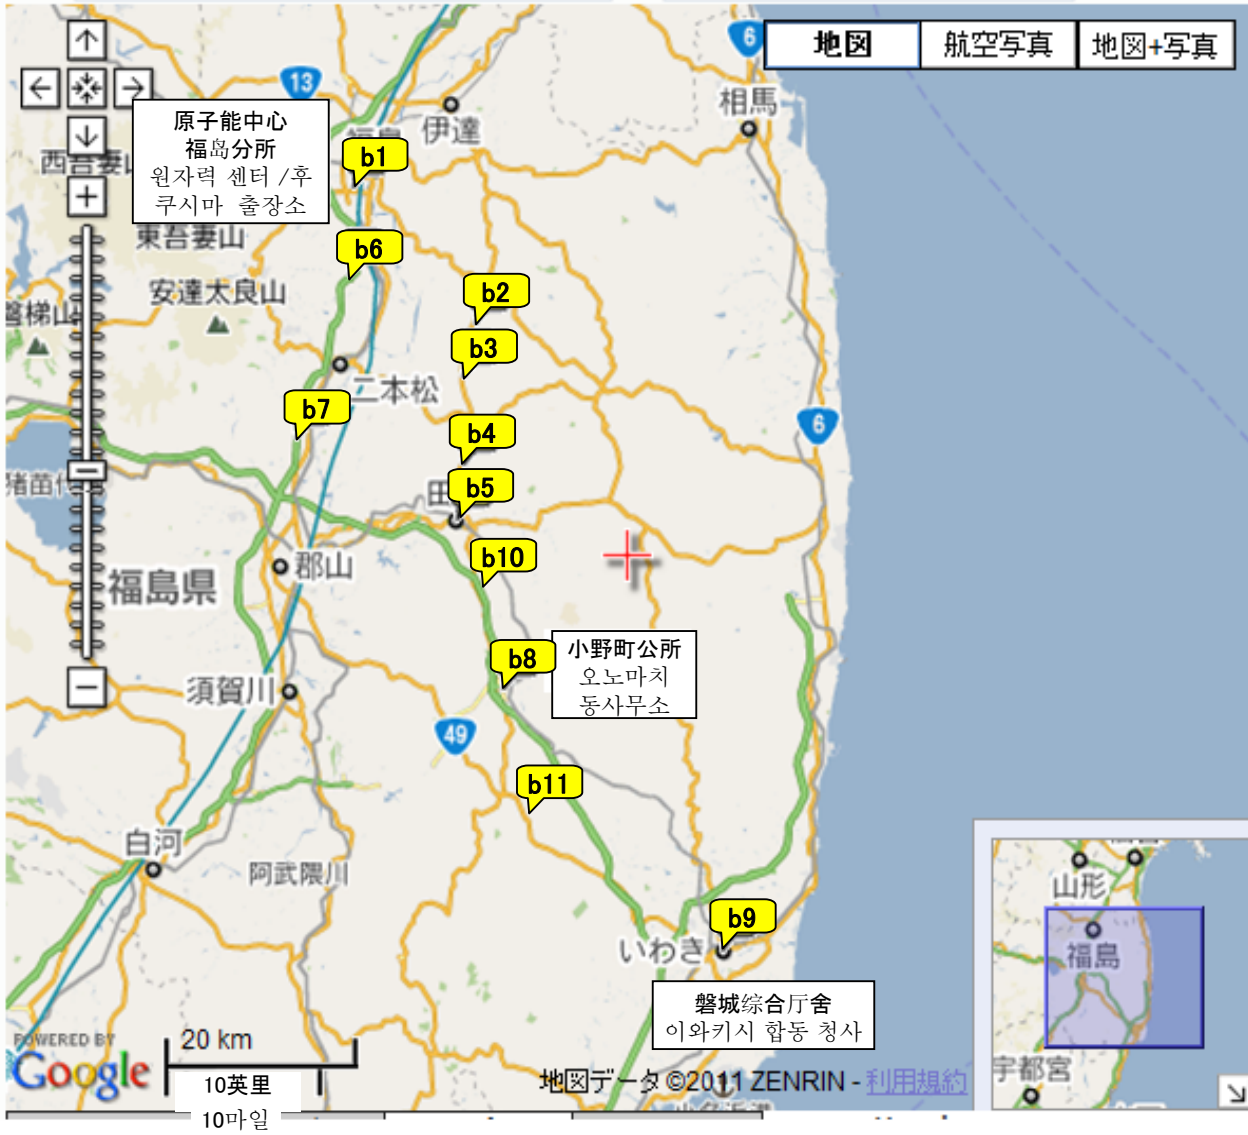 6
地図
航空写真
地図+写真
13
伊達
相馬
原子能中心
福岛分所
원자력 센터 /후
쿠시마 출장소
福島
b1
西吾妻山
東吾妻山
b6
安達太良山
b2
磐梯山
b3
二本松
b7
6
b4
b5
猪苗代
田
b10
郡山
福島県
小野町公所
오노마치
동사무소
b8
須賀川
49
b11
白河
阿武隈川
b9
いわき
磐城综合厅舍
이와키시 합동 청사
山形
福島
宇都宮
POWERED BY
Google
20 km
10英里
10마일
地図データ ©2011 ZENRIN - 利用規約